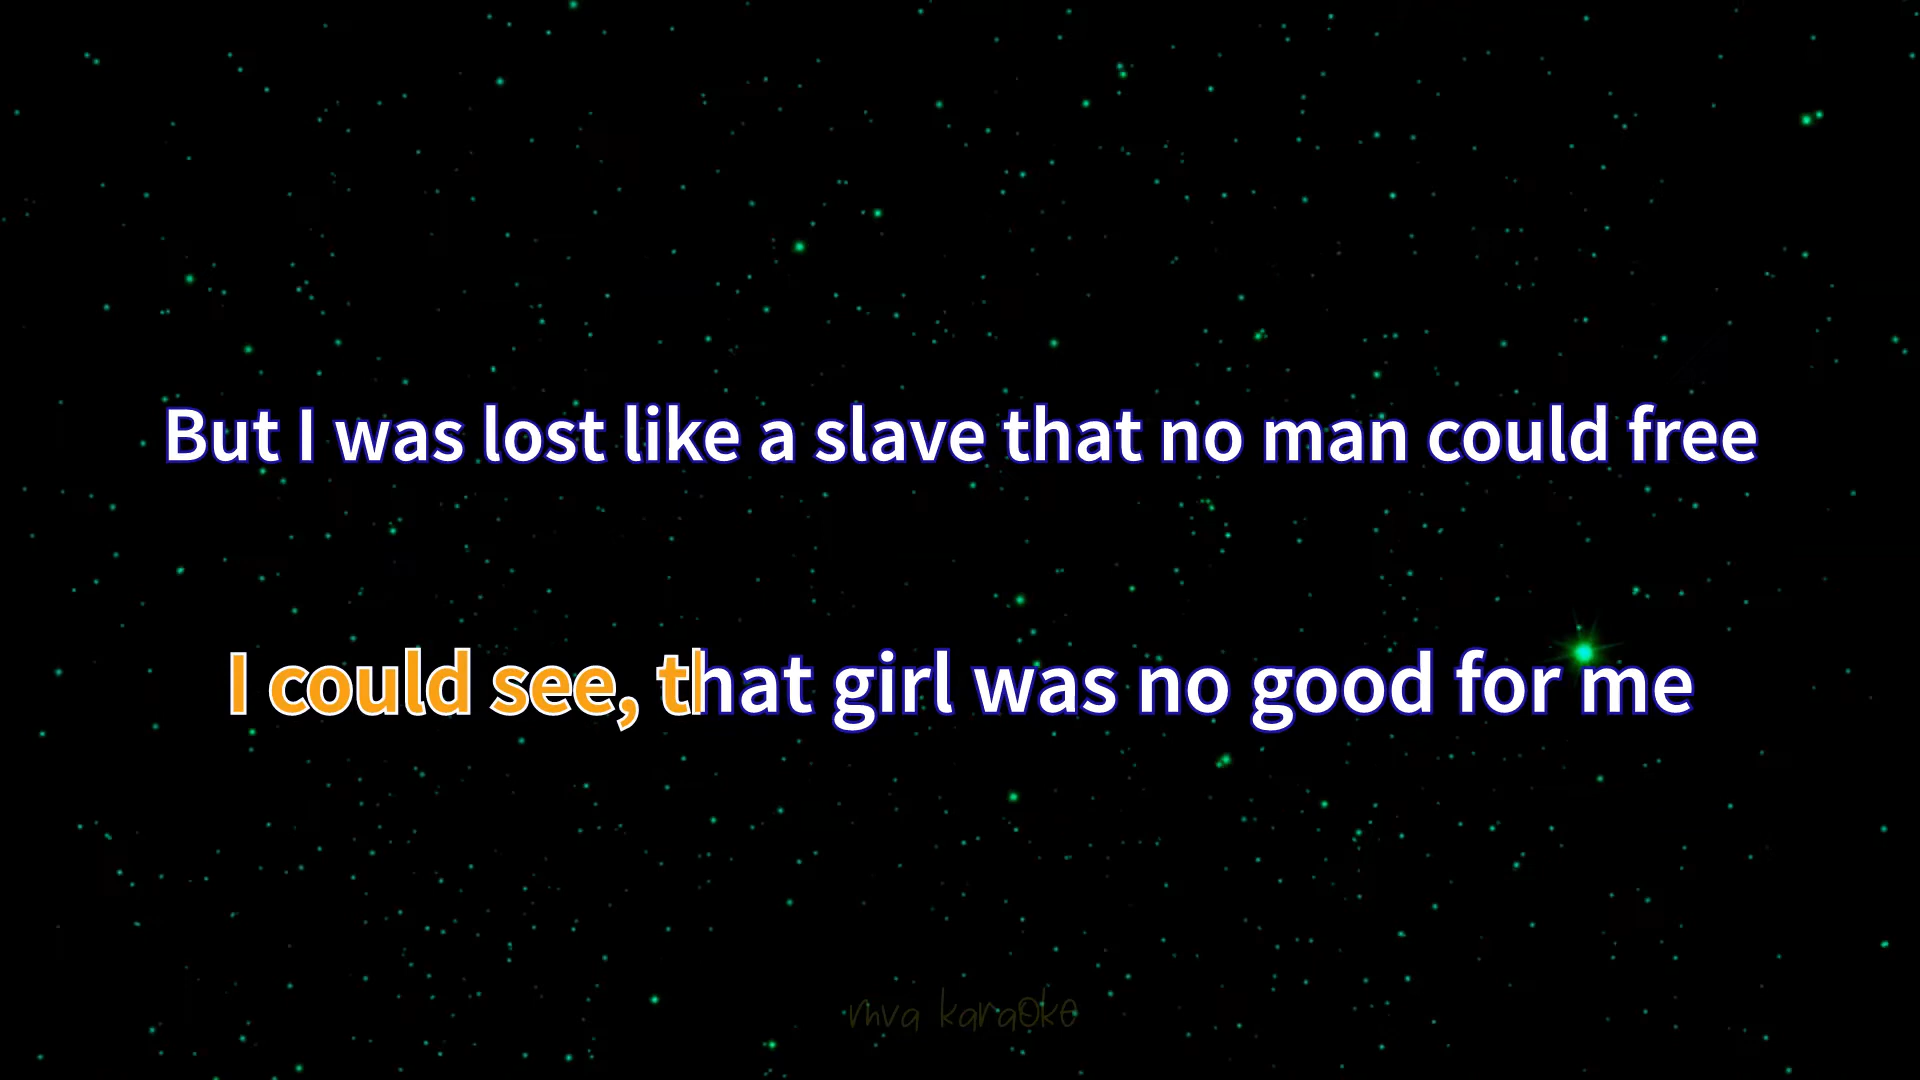 But I was lost like a slave that no man could free
I could see, that girl was no good for me
mva karaoke